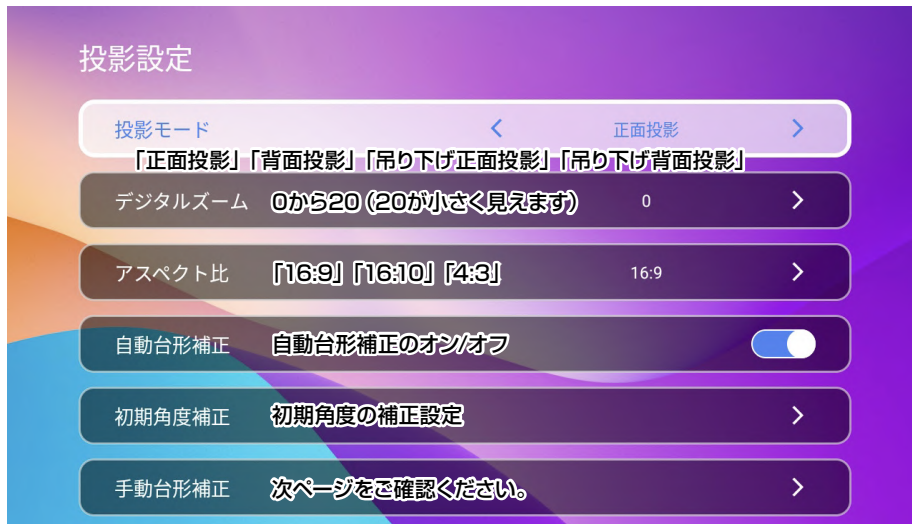 投影設定
投影モード 正面投影
「正面投影」「背面投影」「吊り下げ正面投影」「吊り下げ背面投影」
デジタルズーム 0から20(20が小さく見えます) 0
アスペクト比 「16:9」「16:10」「4:3」 16:9
自動台形補正 自動台形補正のオン/オフ
初期角度補正 初期角度の補正設定
手動台形補正 次ページをご確認ください。